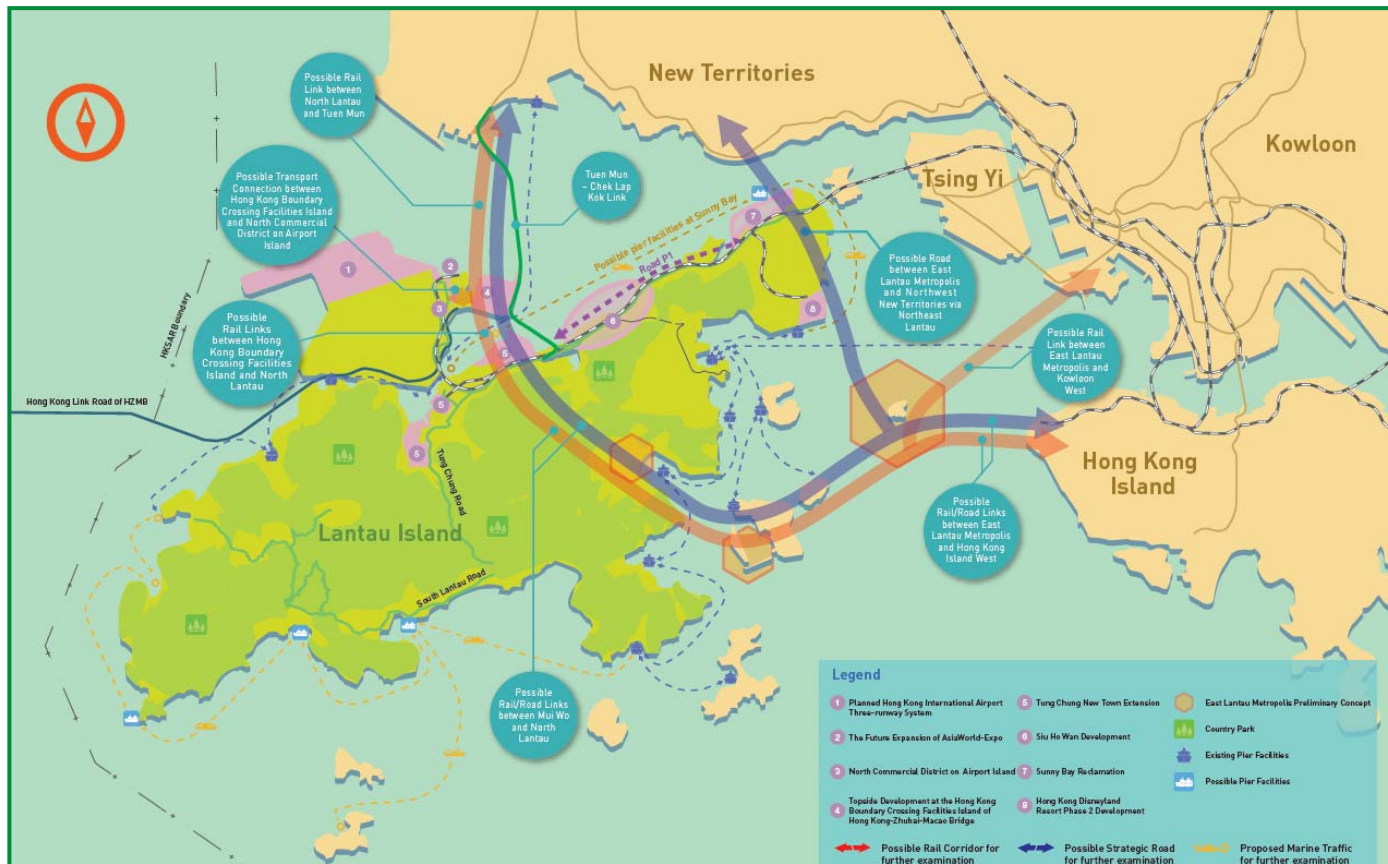 New Territories
Kowloon
Tsing Yi
Hong Kong
Island
Lantau Island
Possible Rail
Link between
North Lantau
and Tuen Mun
Possible Transport
Connection between
Hong Kong Boundary
Crossing Facilities Island
and North Commercial
District on Airport
Island
Tuen Mun
– Chek Lap
Kok Link
Possible pier facilities at Sunny Bay
Road P1
Possible
Rail Links
between Hong
Kong Boundary
Crossing Facilities
Island and North
Lantau
Possible Road
between East
Lantau Metropolis
and Northwest
New Territories via
Northeast
Lantau
Possible Rail
Link between
East Lantau
Metropolis and
Kowloon
West
Possible
Rail/Road Links
between East
Lantau Metropolis
and Hong Kong
Island West
Possible
Rail/Road Links
between Mui Wo
and North
Lantau
HKSAR Boundary
Hong Kong Link Road of HZMB
Tung Chung Road
South Lantau Road
1
2
3
4
5
5
5
6
7
8
Legend
1 Planned Hong Kong International Airport
Three-runway System
2 The Future Expansion of AsiaWorld-Expo
3 North Commercial District on Airport Island
4 Topside Development at the Hong Kong
Boundary Crossing Facilities Island of
Hong Kong-Zhuhai-Macao Bridge
5 Tung Chung New Town Extension
6 Siu Ho Wan Development
7 Sunny Bay Reclamation
8 Hong Kong Disneyland
Resort Phase 2 Development
East Lantau Metropolis Preliminary Concept
Country Park
Existing Pier Facilities
Possible Pier Facilities
Possible Rail Corridor for
further examination
Possible Strategic Road
for further examination
Proposed Marine Traffic
for further examination